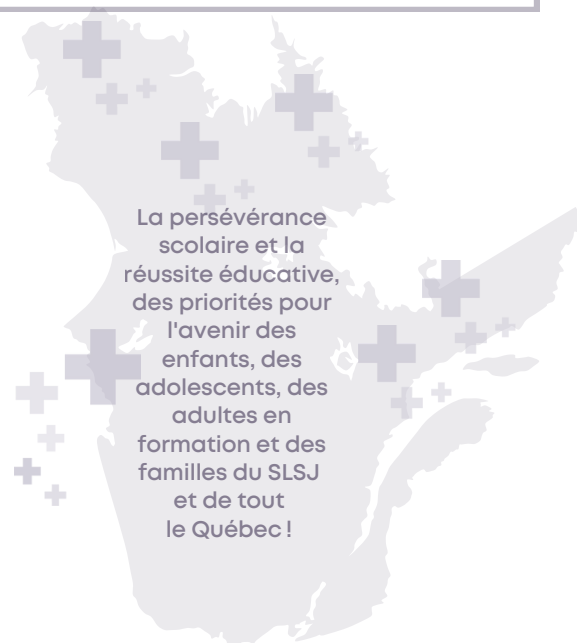 La persévérance
scolaire et la
réussite éducative,
des priorités pour
l'avenir des
enfants, des
adolescents, des
adultes en
formation et des
familles du SLSJ
et de tout
le Québec !